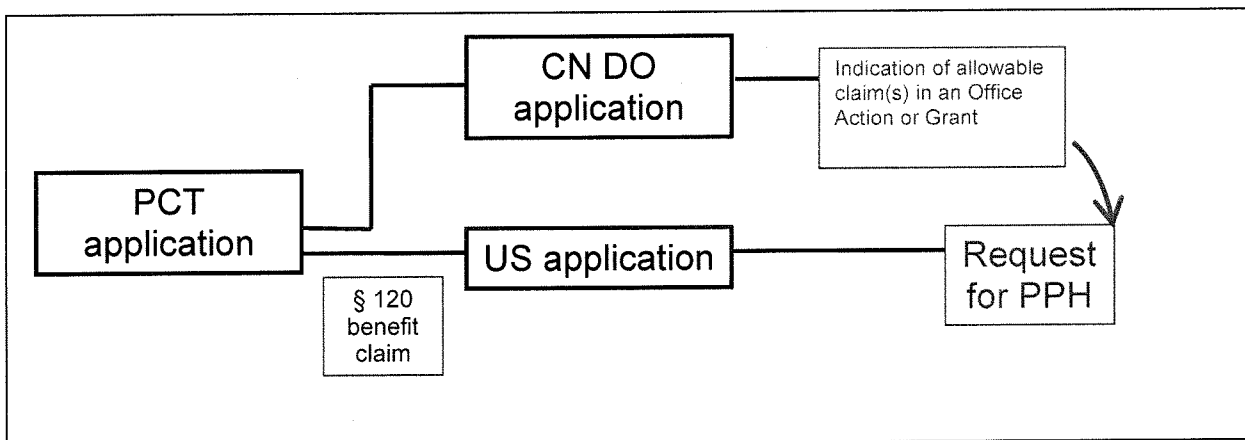 CN DO
application
Indication of allowable
claim(s) in an Office
Action or Grant
PCT
application
US application
Request
for PPH
§ 120
benefit
claim